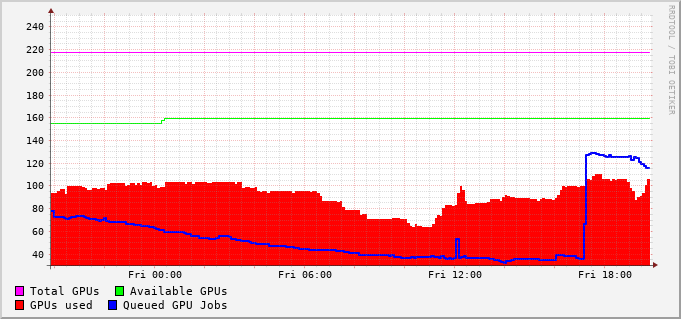 RRDTOOL / TOBI OETIKER
240
220
200
180
160
140
120
100
80
60
40
Fri 00:00 Fri 06:00 Fri 12:00 Fri 18:00
Total GPUs Available GPUs
GPUs used Queued GPU Jobs